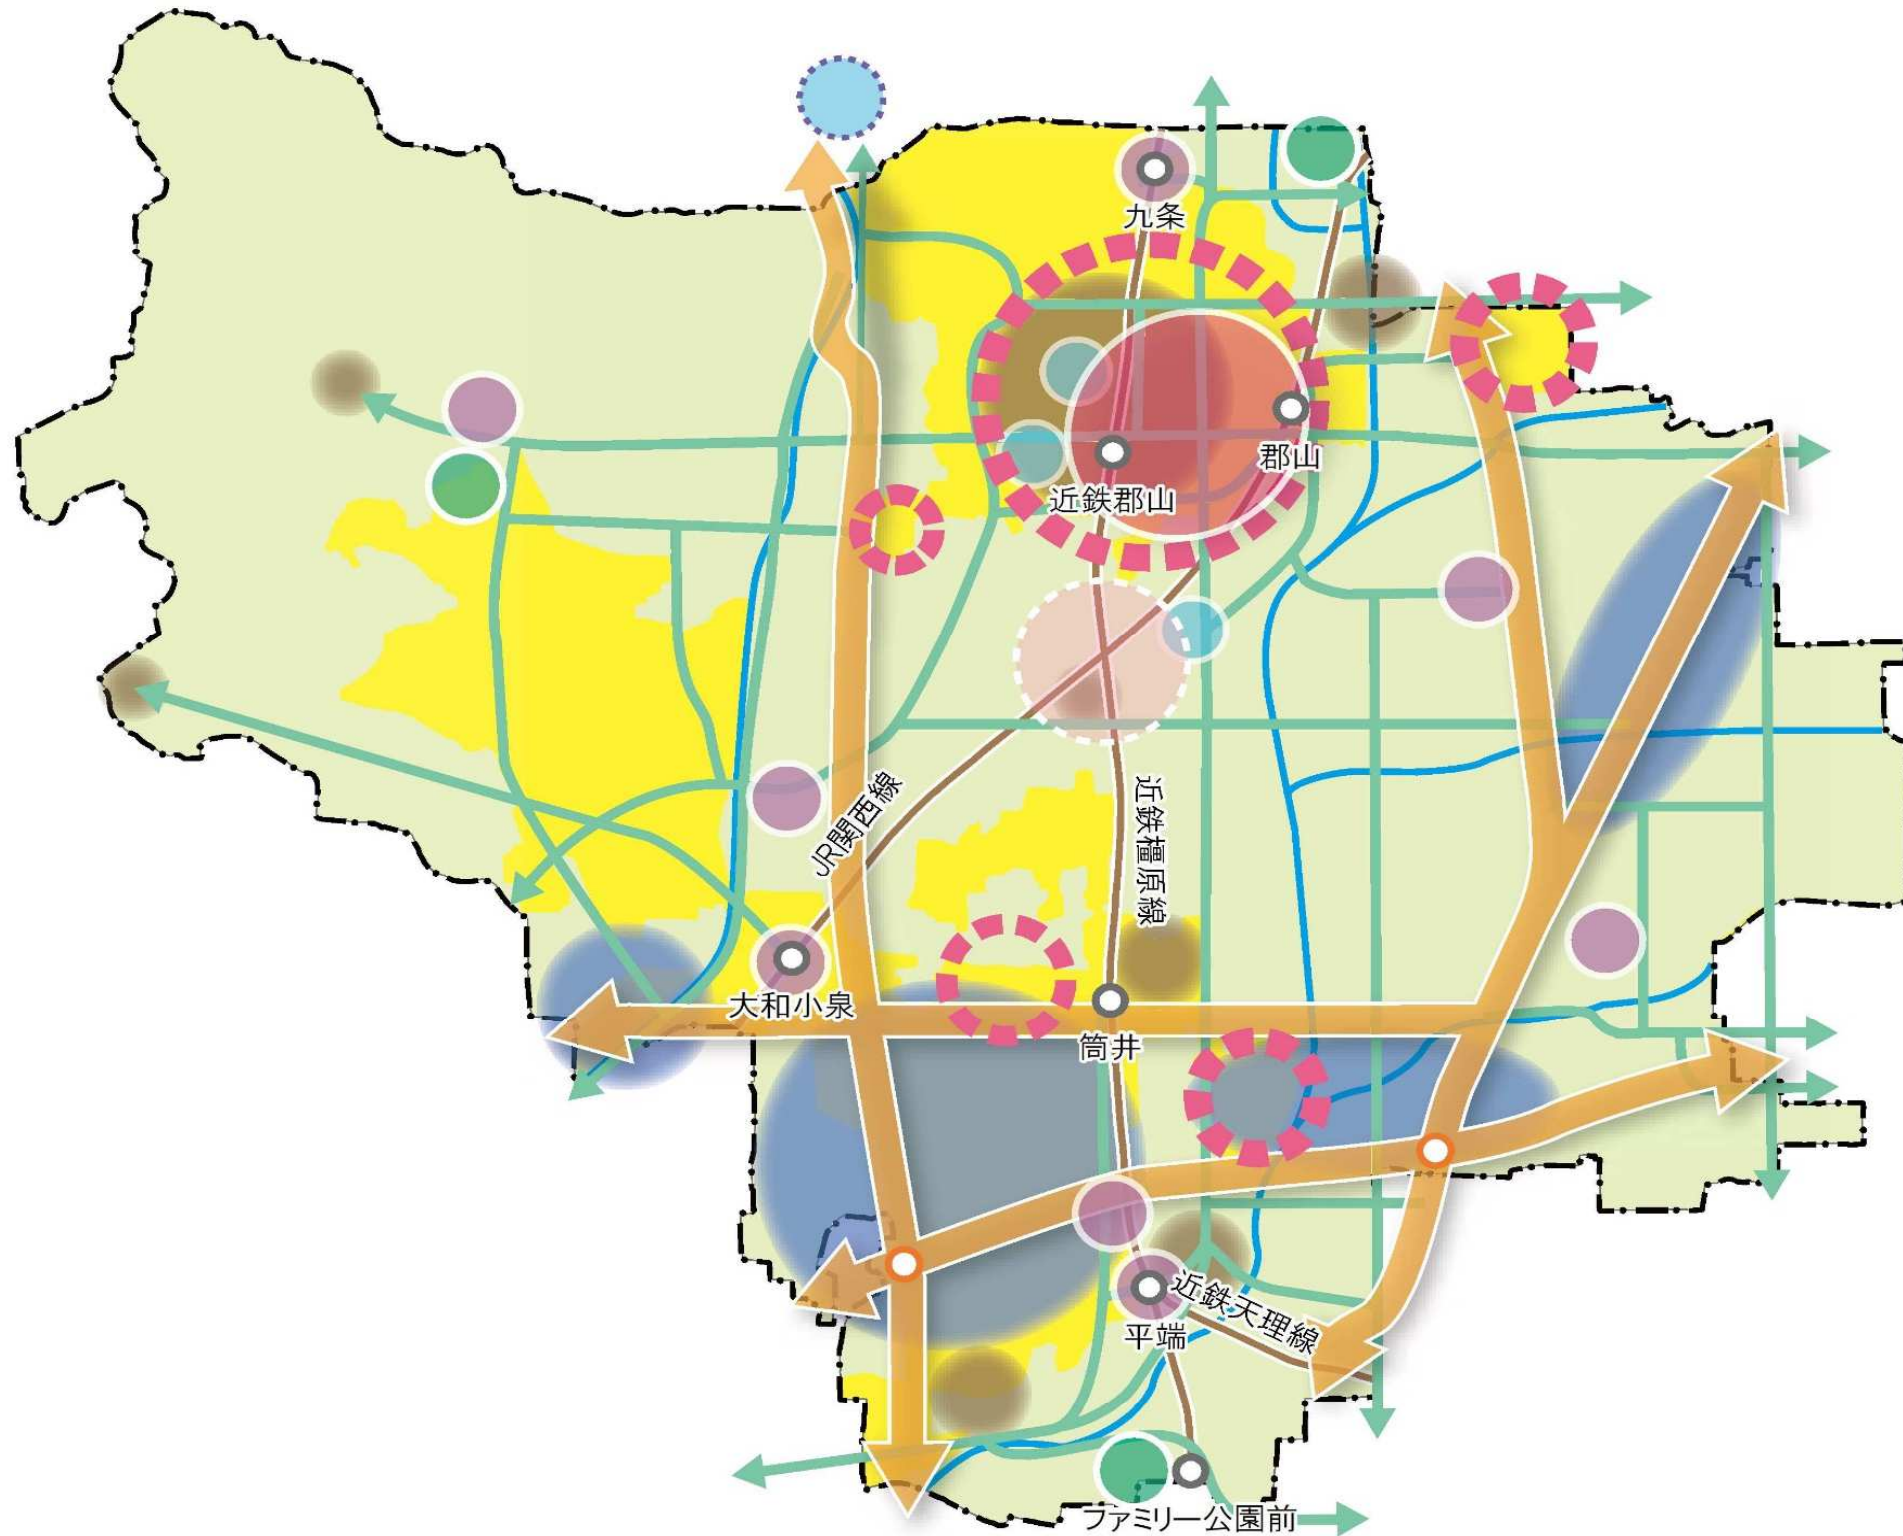 九条
郡山
近鉄郡山
JR関西線
近鉄橿原線
大和小泉
筒井
近鉄天理線
平端
ファミリー公園前